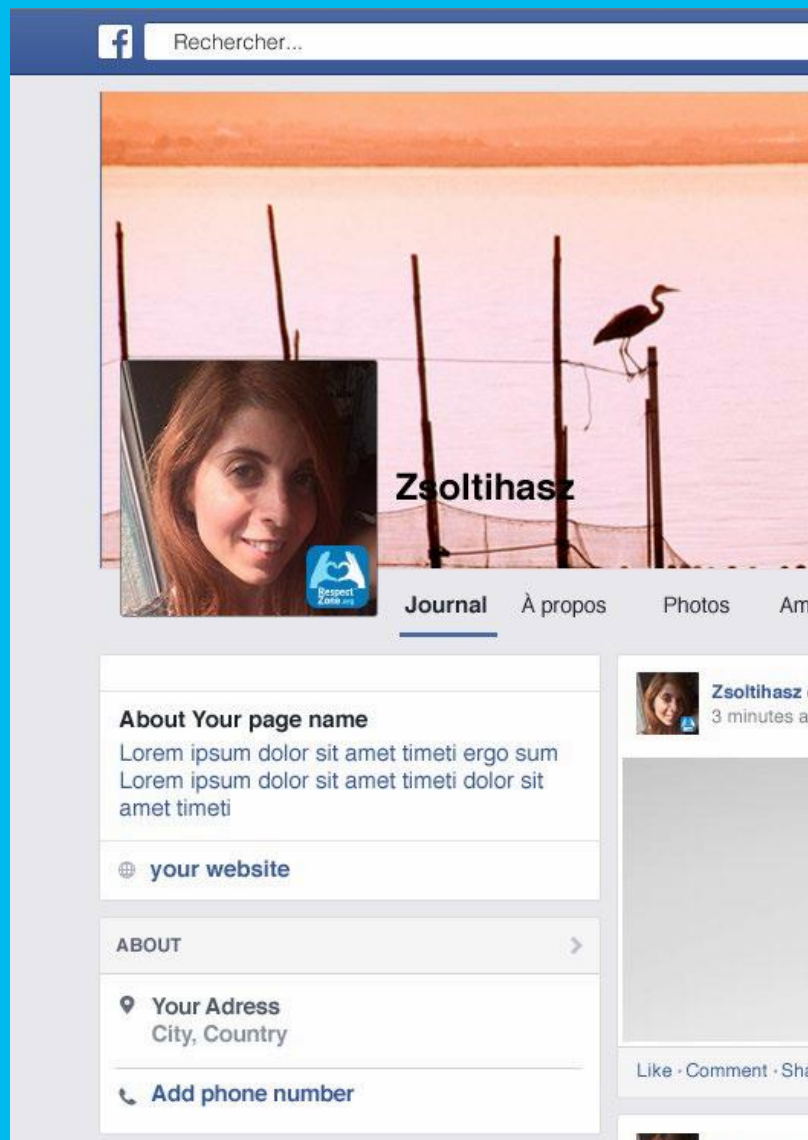 f
Rechercher...
Zsoltihasz
Respect
Zone.org
Journal À propos Photos Am
About Your page name
Lorem ipsum dolor sit amet timeti ergo sum
Lorem ipsum dolor sit amet timeti dolor sit
amet timeti
your website
ABOUT
Your Adress
City, Country
Add phone number
Zsoltihasz
3 minutes a
Like · Comment · Sha